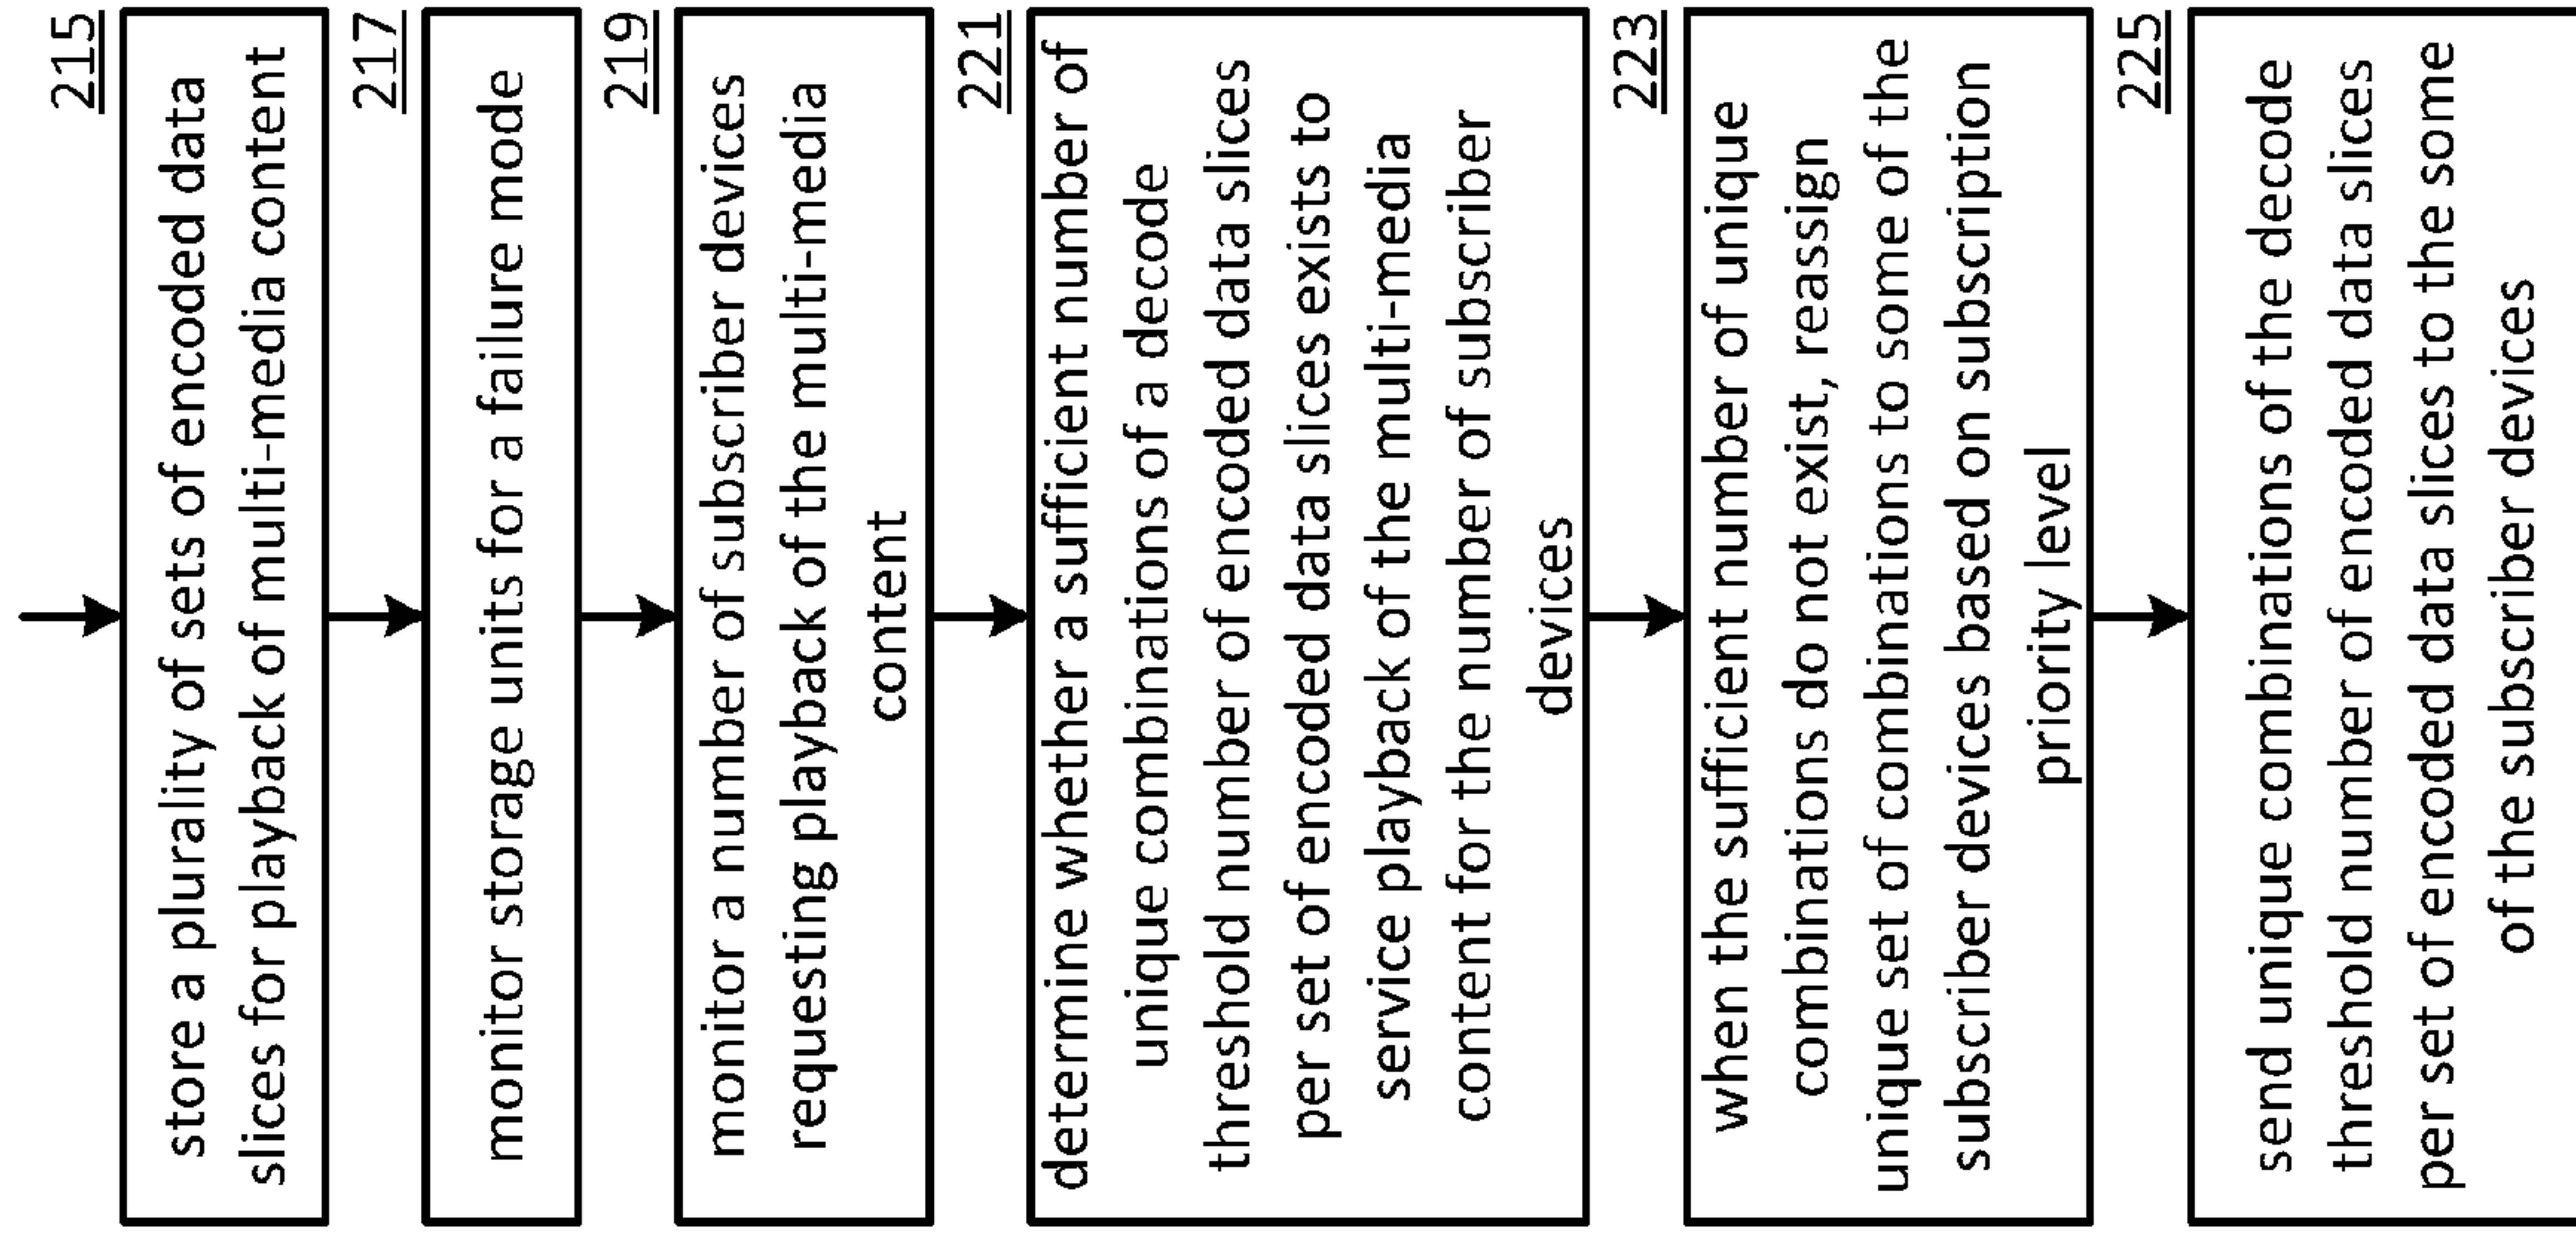 215
store a plurality of sets of encoded data
slices for playback of multi-media content
217
monitor storage units for a failure mode
219
monitor a number of subscriber devices
requesting playback of the multi-media
content
221
determine whether a sufficient number of
unique combinations of a decode
threshold number of encoded data slices
per set of encoded data slices exists to
service playback of the multi-media
content for the number of subscriber
devices
223
when the sufficient number of unique
combinations do not exist, reassign
unique set of combinations to some of the
subscriber devices based on subscription
priority level
225
send unique combinations of the decode
threshold number of encoded data slices
per set of encoded data slices to the some
of the subscriber devices